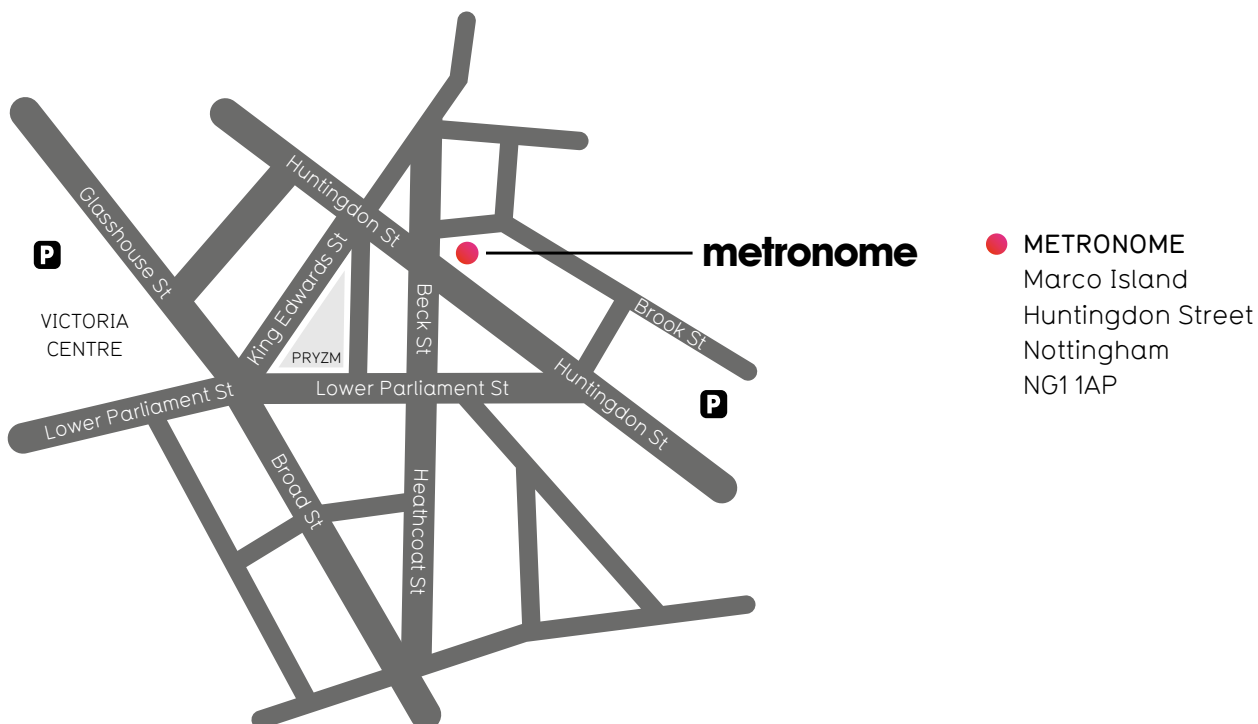 Glasshouse St
Huntingdon St
King Edwards St
Beck St
metronome
METRONOME
Marco Island
Huntingdon Street
Nottingham
NG1 1AP
P
VICTORIA
CENTRE
PRYZM
Brook St
Lower Parliament St
Lower Parliament St
Huntingdon St
P
Broad St
Heathcoat St